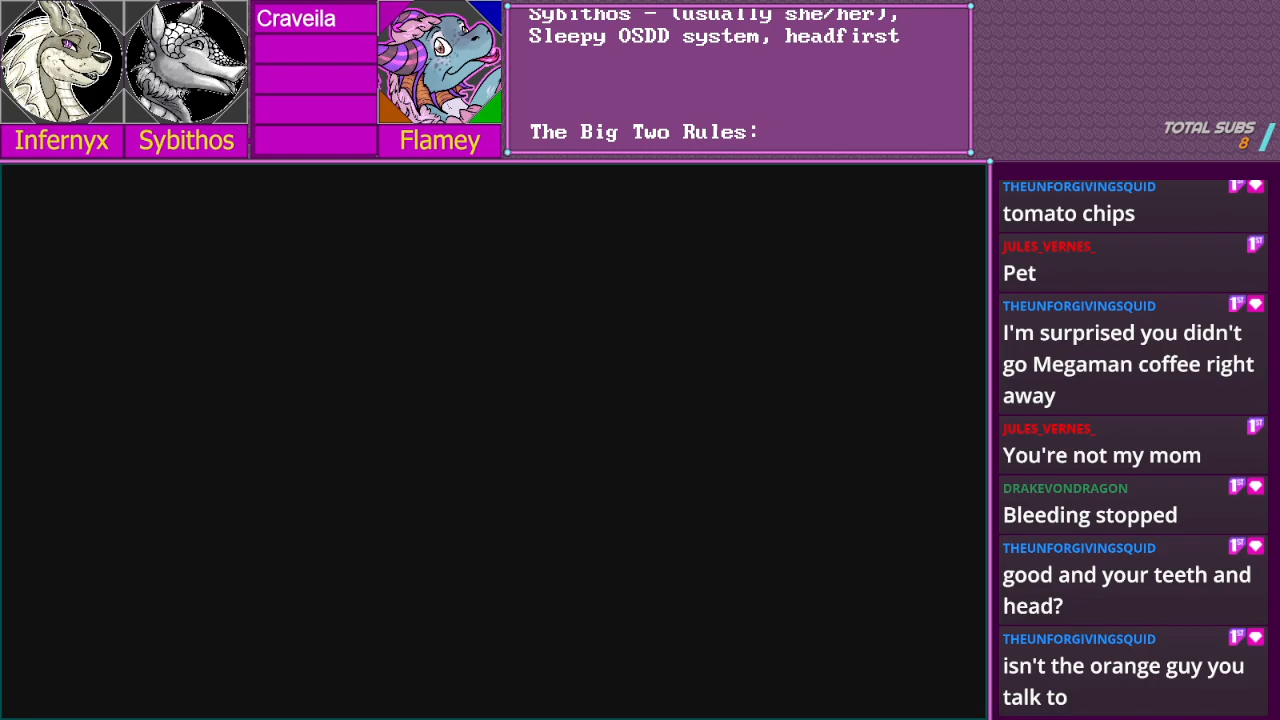 Craveila
Infernyx
Sybithos
Flamey
Sybithos - (usually she/her),
Sleepy OSDD system, headfirst
The Big Two Rules:
TOTAL SUBS
8
THEUNFORGIVINGSQUID
tomato chips
JULES_VERNES_
Pet
THEUNFORGIVINGSQUID
I'm surprised you didn't
go Megaman coffee right
away
JULES_VERNES_
You're not my mom
DRAKEVONDRAGON
Bleeding stopped
THEUNFORGIVINGSQUID
good and your teeth and
head?
THEUNFORGIVINGSQUID
isn't the orange guy you
talk to